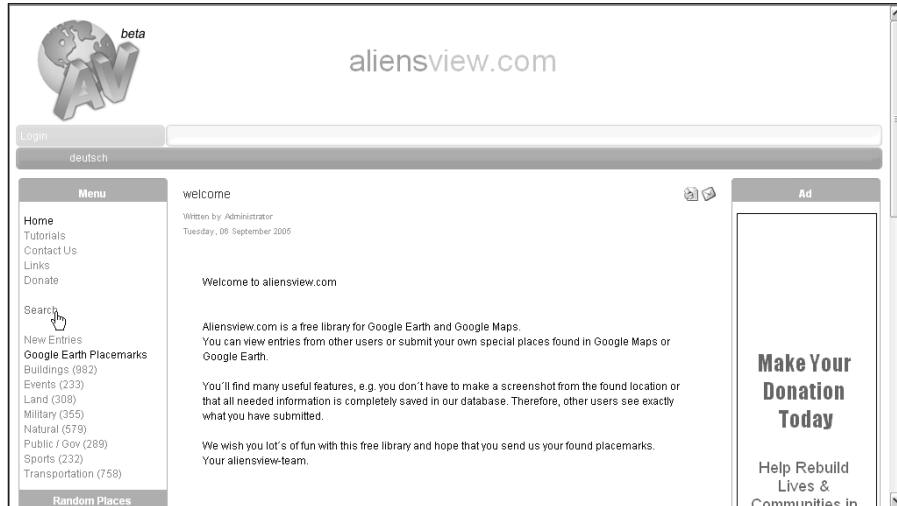 beta
AV
aliensview.com
Login
deutsch
Menu
Home
Tutorials
Contact Us
Links
Donate
Search
New Entries
Google Earth Placemarks
Buildings (982)
Events (233)
Land (308)
Military (355)
Natural (579)
Public / Gov (289)
Sports (232)
Transportation (758)
Random Places
welcome
Written by Administrator
Tuesday, 06 September 2005
Welcome to aliensview.com
Aliensview.com is a free library for Google Earth and Google Maps.
You can view entries from other users or submit your own special places found in Google Maps or
Google Earth.
You´ll find many useful features, e.g. you don´t have to make a screenshot from the found location or
that all needed information is completely saved in our database. Therefore, other users see exactly
what you have submitted.
We wish you lot´s of fun with this free library and hope that you send us your found placemarks.
Your aliensview-team.
Ad
Make Your
Donation
Today
Help Rebuild
Lives &
Communities in